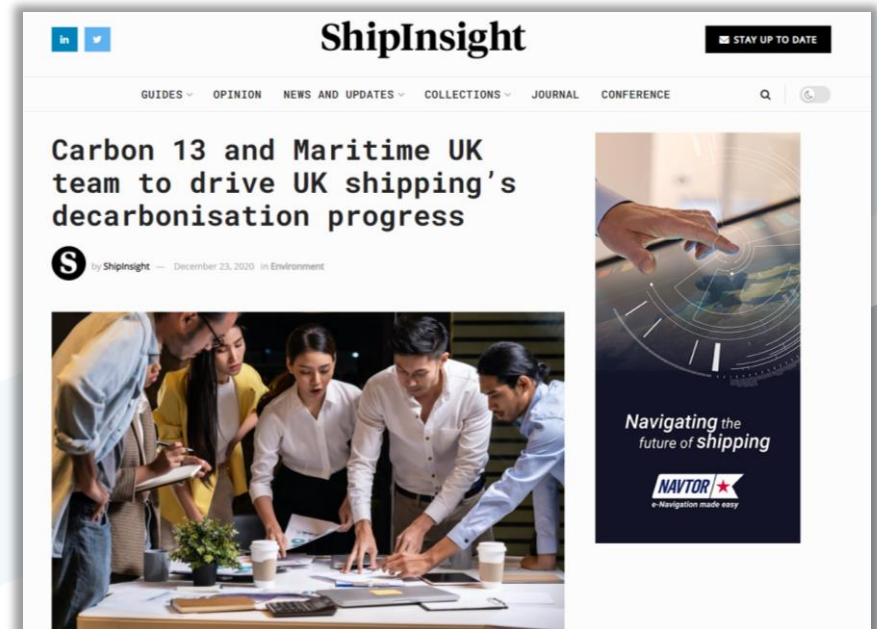 in
ShipInsight
STAY UP TO DATE
GUIDES OPINION NEWS AND UPDATES COLLECTIONS JOURNAL CONFERENCE
Carbon 13 and Maritime UK
team to drive UK shipping's
decarbonisation progress
S
by ShipInsight — December 23, 2020 in Environment
Navigating the
future of shipping
NAVTOR
e-Navigation made easy